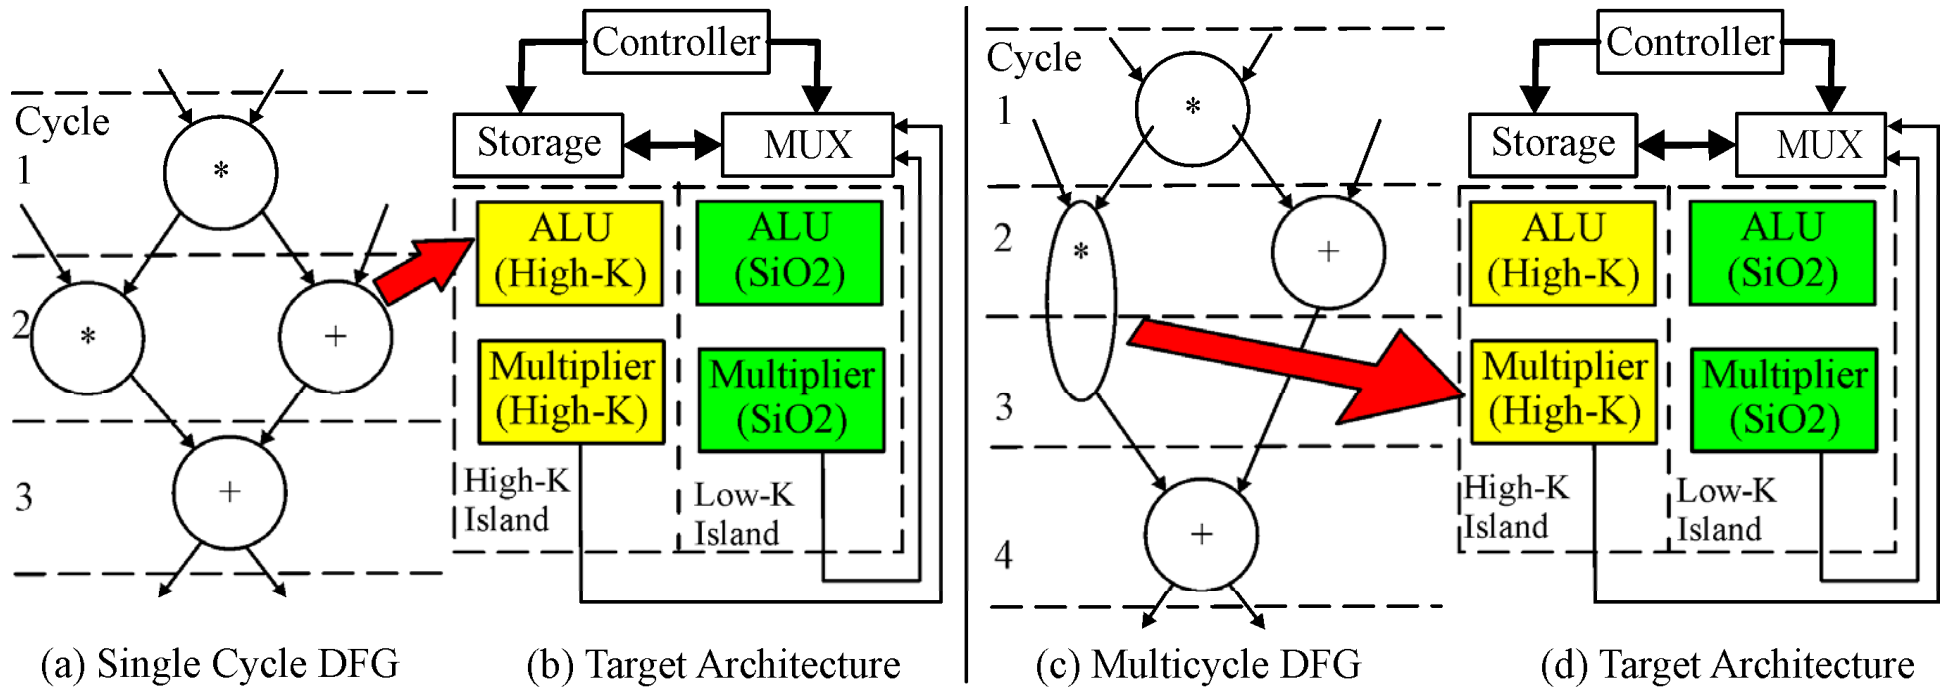 Controller
Cycle
1
*
Storage
MUX
ALU
(High-K)
ALU
(SiO2)
2
*
+
Multiplier
(High-K)
Multiplier
(SiO2)
3
+
High-K
Island
Low-K
Island
(a) Single Cycle DFG
(b) Target Architecture
Controller
Cycle
1
*
Storage
MUX
ALU
(High-K)
ALU
(SiO2)
2
*
+
Multiplier
(High-K)
Multiplier
(SiO2)
3
High-K
Island
Low-K
Island
4
+
(c) Multicycle DFG
(d) Target Architecture